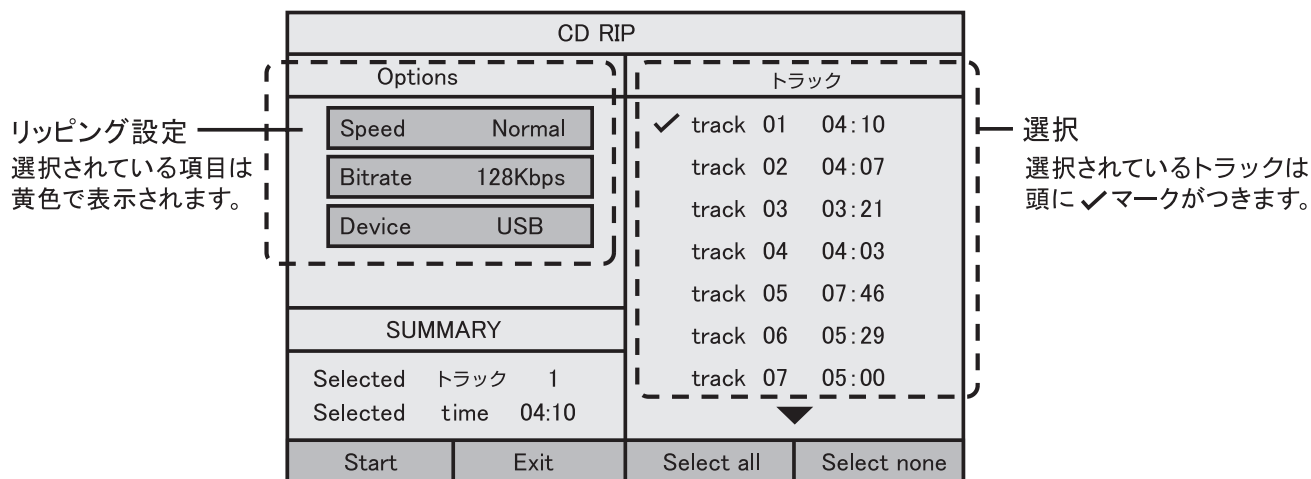 CD RIP
Options
トラック
リッピング設定
選択されている項目は
黄色で表示されます。
Speed Normal
Bitrate 128Kbps
Device USB
✓ track 01 04:10
track 02 04:07
track 03 03:21
track 04 04:03
track 05 07:46
track 06 05:29
track 07 05:00
選択
選択されているトラックは
頭に✓マークがつきます。
SUMMARY
Selected トラック 1
Selected time 04:10
Start Exit Select all Select none